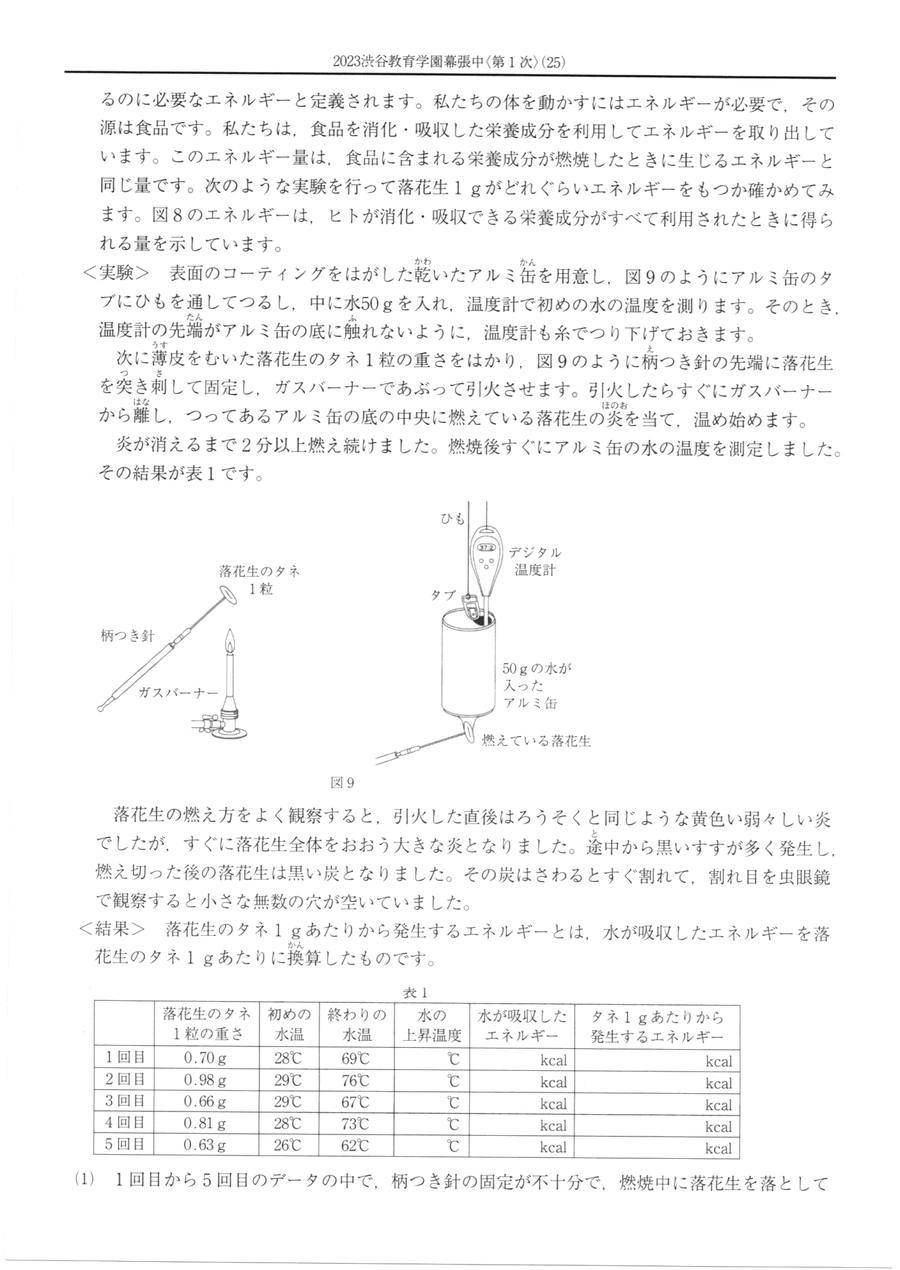 2023渋谷教育学園幕張中〈第1次〉(25)
るのに必要なエネルギーと定義されます。私たちの体を動かすにはエネルギーが必要で，その
源は食品です。私たちは，食品を消化・吸収した栄養成分を利用してエネルギーを取り出して
います。このエネルギー量は，食品に含まれる栄養成分が燃焼したときに生じるエネルギーと
同じ量です。次のような実験を行って落花生1gがどれぐらいエネルギーをもつか確かめてみ
ます。図8のエネルギーは，ヒトが消化・吸収できる栄養成分がすべて利用されたときに得ら
れる量を示しています。
かわ かん
＜実験＞　表面のコーティングをはがした乾いたアルミ缶を用意し，図9のようにアルミ缶のタ
ブにひもを通してつるし，中に水50gを入れ，温度計で初めの水の温度を測ります。そのとき，
たん ふ
温度計の先端がアルミ缶の底に触れないように，温度計も糸でつり下げておきます。
うす え
次に薄皮をむいた落花生のタネ1粒の重さをはかり，図9のように柄つき針の先端に落花生
つ さ
を突き刺して固定し，ガスバーナーであぶって引火させます。引火したらすぐにガスバーナー
はな ほのお
から離し，つってあるアルミ缶の底の中央に燃えている落花生の炎を当て，温め始めます。
炎が消えるまで2分以上燃え続けました。燃焼後すぐにアルミ缶の水の温度を測定しました。
その結果が表1です。
ひも
37.2
デジタル
温度計
落花生のタネ
1粒
タブ
柄つき針
ガスバーナー
50gの水が
入った
アルミ缶
燃えている落花生
図9
落花生の燃え方をよく観察すると，引火した直後はろうそくと同じような黄色い弱々しい炎
と
でしたが，すぐに落花生全体をおおう大きな炎となりました。途中から黒いすすが多く発生し，
燃え切った後の落花生は黒い炭となりました。その炭はさわるとすぐ割れて，割れ目を虫眼鏡
で観察すると小さな無数の穴が空いていました。
＜結果＞　落花生のタネ1gあたりから発生するエネルギーとは，水が吸収したエネルギーを落
かん
花生のタネ1gあたりに換算したものです。
表1
落花生のタネ 初めの 終わりの 水の 水が吸収した タネ1gあたりから
1粒の重さ 水温 水温 上昇温度 エネルギー 発生するエネルギー
1回目 0.70g 28℃ 69℃ ℃ kcal kcal
2回目 0.98g 29℃ 76℃ ℃ kcal kcal
3回目 0.66g 29℃ 67℃ ℃ kcal kcal
4回目 0.81g 28℃ 73℃ ℃ kcal kcal
5回目 0.63g 26℃ 62℃ ℃ kcal kcal
(1)　1回目から5回目のデータの中で，柄つき針の固定が不十分で，燃焼中に落花生を落として